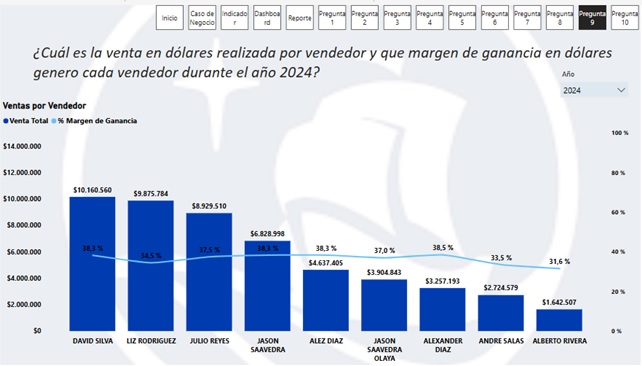 Inicio
Caso de
Negocio
Indicado
r
Dashboa
rd
Reporte
Pregunta
1
Pregunta
2
Pregunta
3
Pregunta
4
Pregunta
5
Pregunta
6
Pregunta
7
Pregunta
8
Pregunta
9
Pregunta
10
¿Cuál es la venta en dólares realizada por vendedor y que margen de ganancia en dólares
genero cada vendedor durante el año 2024?
Año
2024
Ventas por Vendedor
Venta Total % Margen de Ganancia
$14.000.000
$12.000.000
$10.000.000
$8.000.000
$6.000.000
$4.000.000
$2.000.000
$0
100 %
80 %
60 %
40 %
20 %
0 %
$10.160.560
$9.875.784
$8.929.510
$6.828.998
$4.637.405
$3.904.843
$3.257.193
$2.724.579
$1.642.507
38,3 %
34,5 %
37,5 %
38,3 %
38,3 %
37,0 %
38,5 %
33,5 %
31,6 %
DAVID SILVA
LIZ RODRIGUEZ
JULIO REYES
JASON
SAAVEDRA
ALEZ DIAZ
JASON
SAAVEDRA
OLAYA
ALEXANDER
DIAZ
ANDRE SALAS
ALBERTO RIVERA